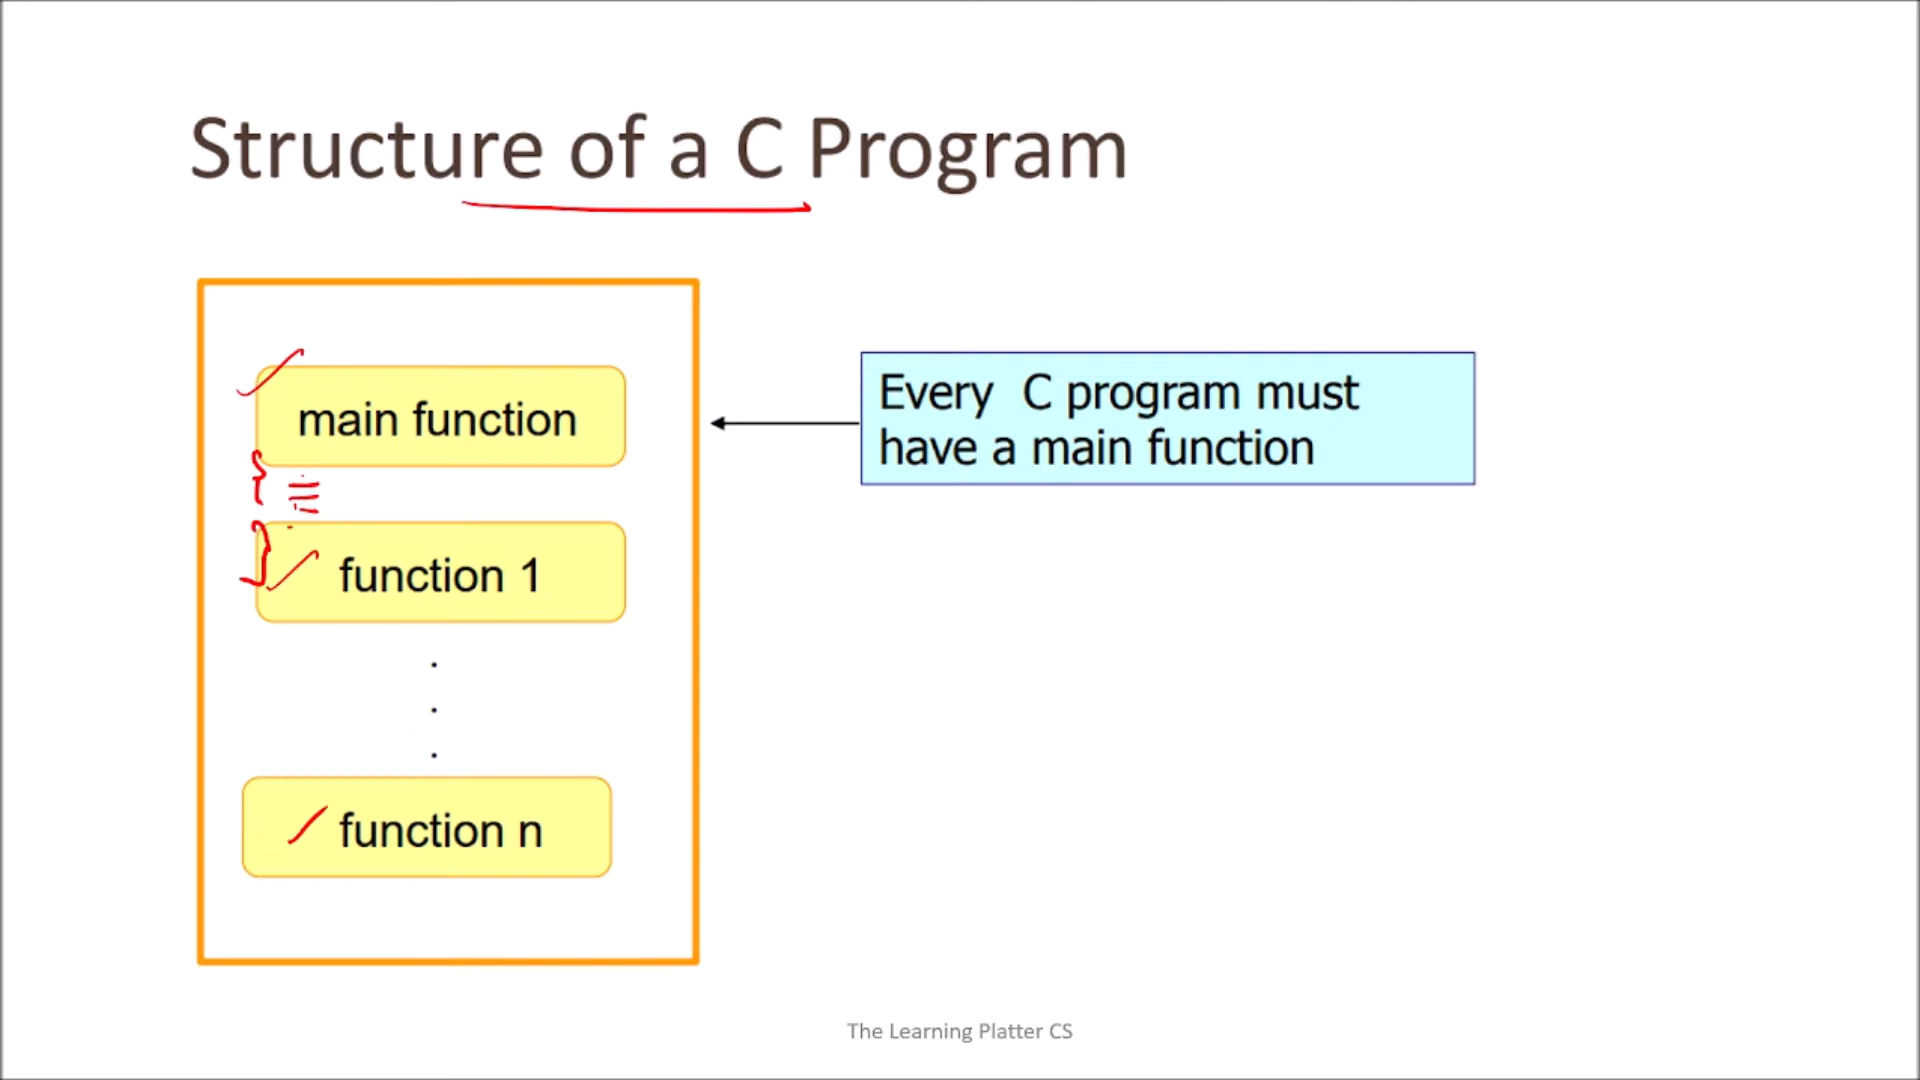 Structure of a C Program
main function
Every C program must
have a main function
{
}
function 1
.
.
.
function n
The Learning Platter CS